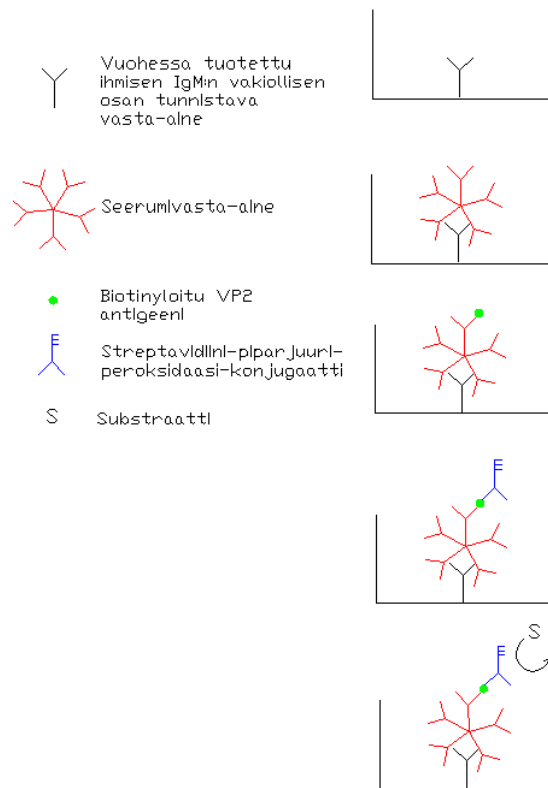 Vuohessa tuotettu
ihmisen IgM:n vakiollisen
osan tunnistava
vasta-aine
Seerumivasta-aine
Biotinyloitu VP2
antigeeni
Streptavidiini-piparjuuri-
peroksidaasi-konjugaatti
E
S
Substraatti
E
E
S